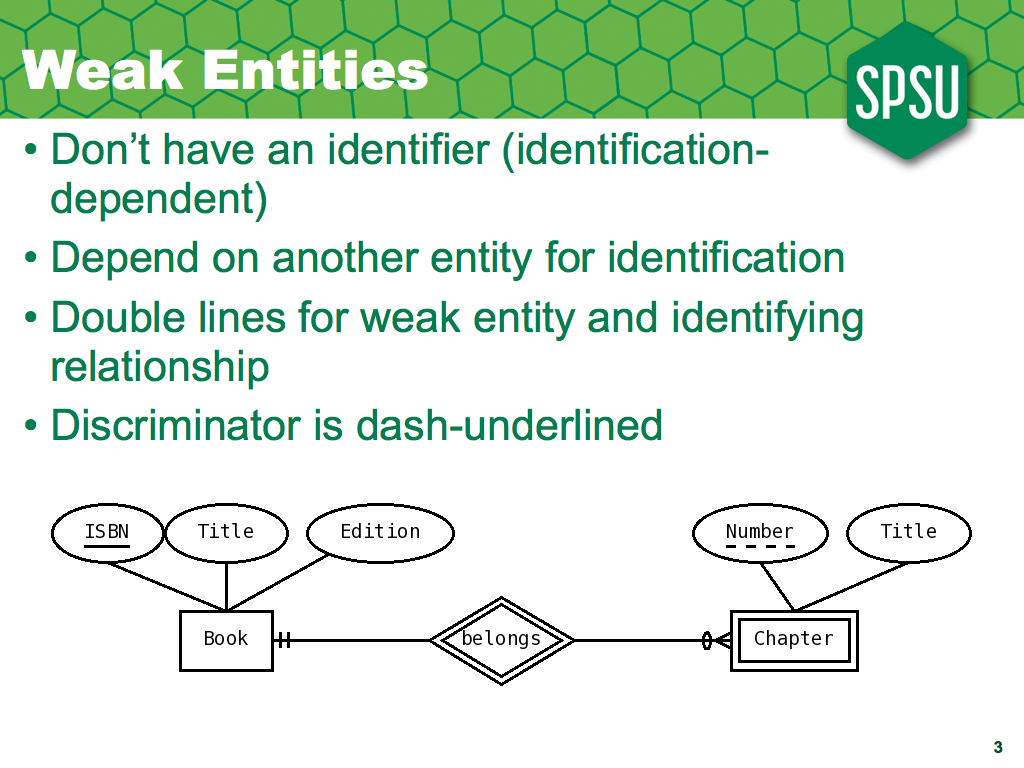 Weak Entities
SPSU
• Don’t have an identifier (identification-
dependent)
• Depend on another entity for identification
• Double lines for weak entity and identifying
relationship
• Discriminator is dash-underlined
ISBN Title Edition Number Title
Book belongs Chapter
3